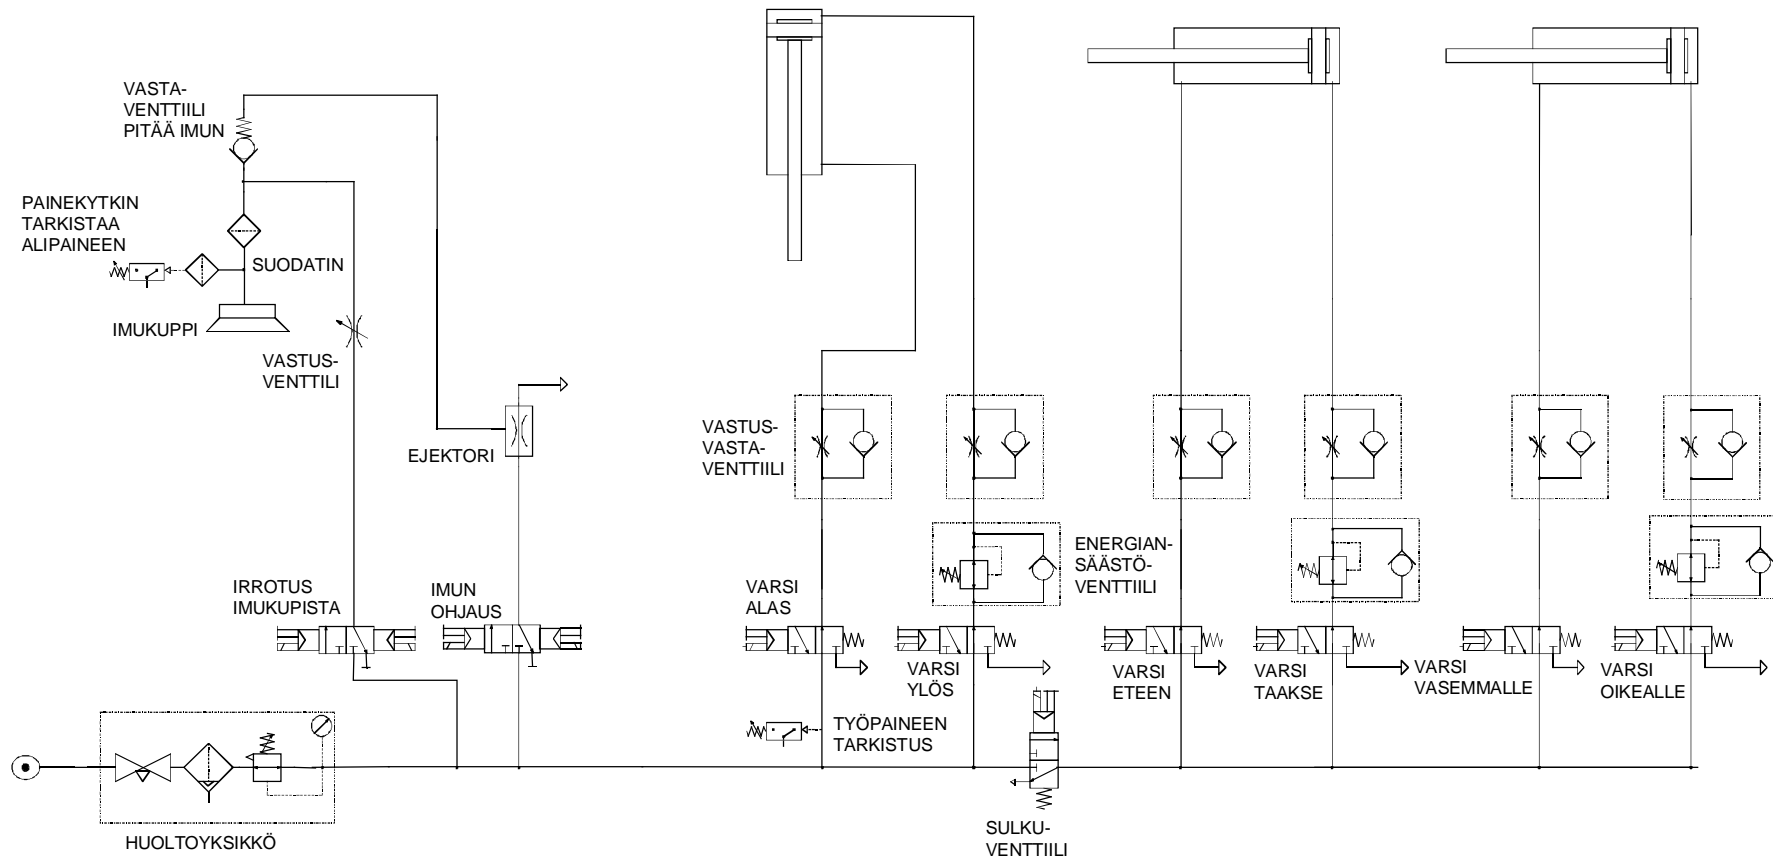 VASTA-
VENTTIILI
PITÄÄ IMUN
PAINEKYTKIN
TARKISTAA
ALIPAINEEN
SUODATIN
IMUKUPPI
VASTUS-
VENTTILI
EJEKTORI
IRROTUS
IMUKUPISTA
IMUN
OHJAUS
HUOLTOYKSIKKÖ
VASTUS-
VASTA-
VENTTIILI
ENERGIAN-
SÄÄSTÖ-
VENTTIILI
VARSI
ALAS
VARSI
YLÖS
VARSI
ETEEN
VARSI
TAAKSE
VARSI
VASEMMALLE
VARSI
OIKEALLE
TYÖPAINEEN
TARKISTUS
SULKU-
VENTTIILI